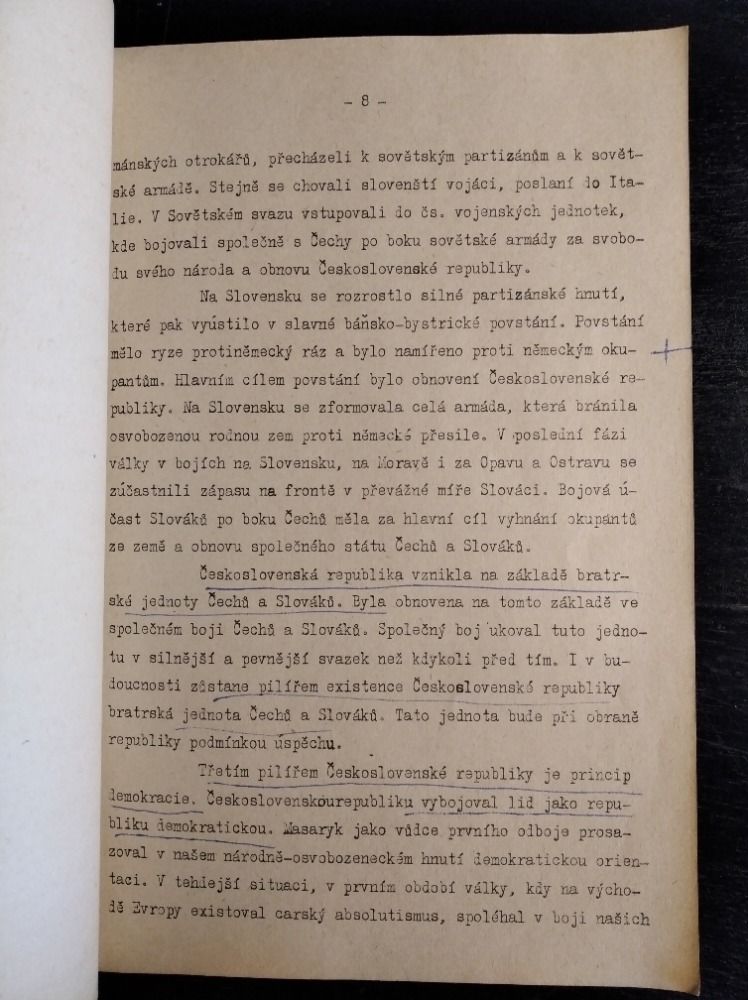 - 8 -
mánských otrokářů, přecházeli k sovětským partizánům a k sovět-
ské armádě. Stejně se chovali slovenští vojáci, poslaní do Ita-
lie. V Sovětském svazu vstupovali do čs. vojenských jednotek,
kde bojovali společně s Čechy po boku sovětské armády za svobo-
du svého národa a obnovu Československé republiky.
Na Slovensku se rozrostlo silné partizánské hnutí,
které pak vyústilo v slavné báňsko-bystrické povstání. Povstání
mělo ryze protiněmecký ráz a bylo namířeno proti německým oku-
pantům. Hlavním cílem povstání bylo obnovení Československé re-
publiky. Na Slovensku se zformovala celá armáda, která bránila
osvobozenou rodnou zem proti německé přesile. V poslední fázi
války v bojích na Slovensku, na Moravě i za Opavu a Ostravu se
zúčastnili zápasu na frontě v převážné míře Slováci. Bojová ú-
čast Slováků po boku Čechů měla za hlavní cíl vyhnání okupantů
ze země a obnovu společného státu Čechů a Slováků.
Československá republika vznikla na základě bratr-
ské jednoty Čechů a Slováků. Byla obnovena na tomto základě ve
společném boji Čechů a Slováků. Společný boj ukoval tuto jedno-
tu v silnější a pevnější svazek než kdykoli před tím. I v bu-
doucnosti zůstane pilířem existence Československé republiky
bratrská jednota Čechů a Slováků. Tato jednota bude při obraně
republiky podmínkou úspěchu.
Třetím pilířem Československé republiky je princip
demokracie. Československourepubliku vybojoval lid jako repu-
bliku demokratickou. Masaryk jako vůdce prvního odboje prosa-
zoval v našem národně-osvobozeneckém hnutí demokratickou orien-
taci. V tehdejší situaci, v prvním období války, kdy na výcho-
dě Evropy existoval carský absolutismus, spoléhal v boji našich